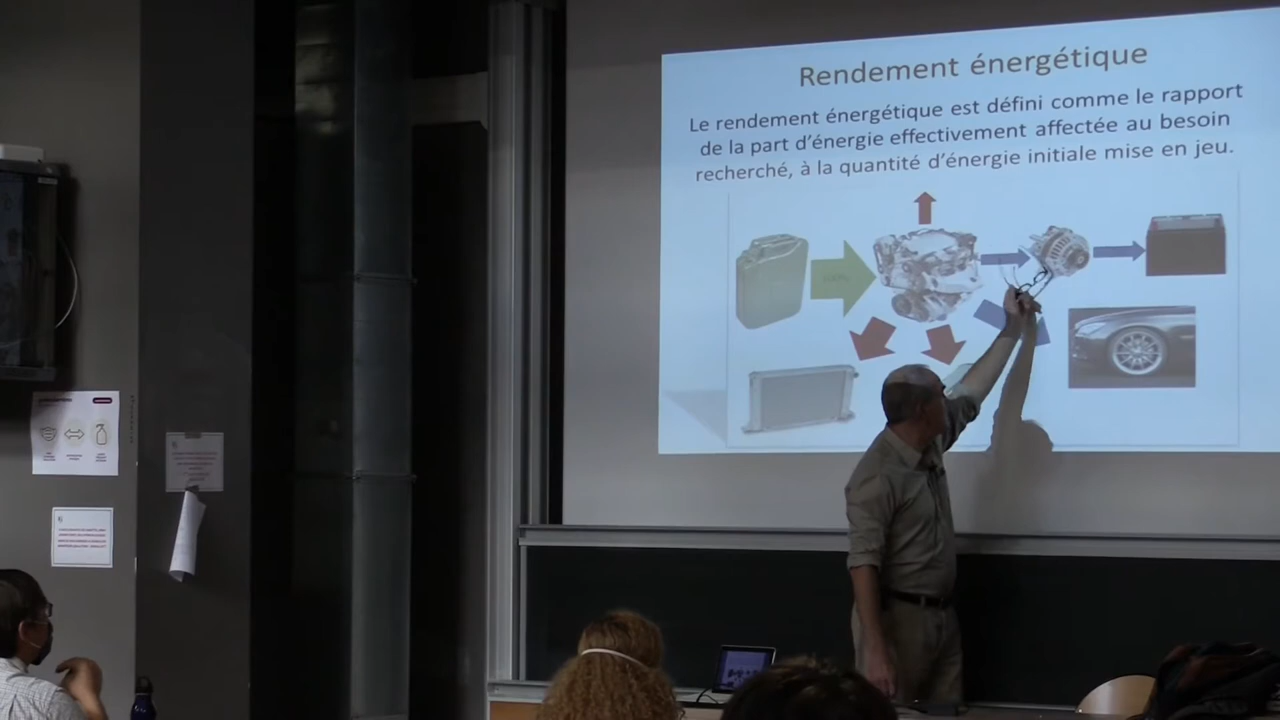 Rendement énergétique
Le rendement énergétique est défini comme le rapport
de la part d'énergie effectivement affectée au besoin
recherché, à la quantité d'énergie initiale mise en jeu.